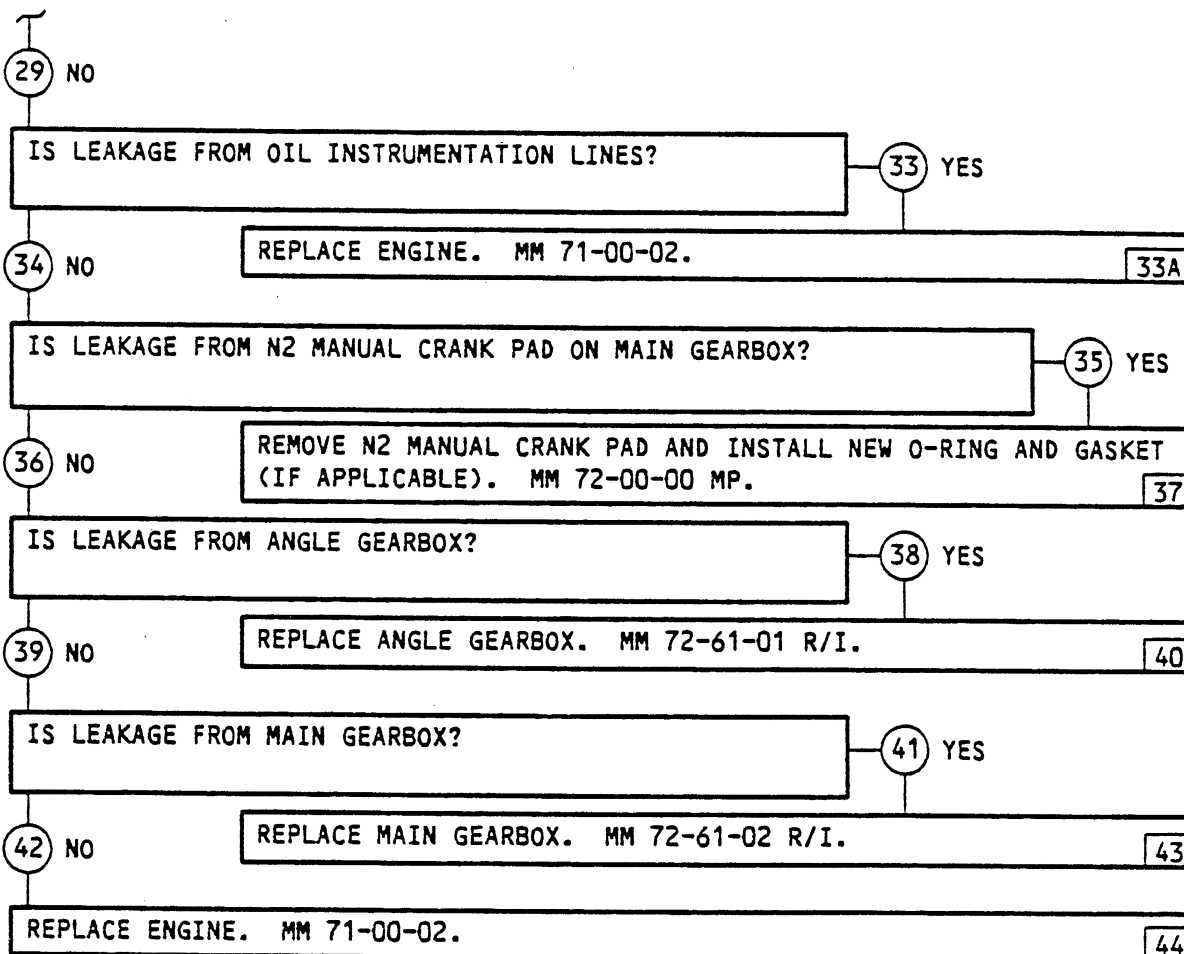 29 NO
IS LEAKAGE FROM OIL INSTRUMENTATION LINES?
33 YES
REPLACE ENGINE. MM 71-00-02.
33A
34 NO
IS LEAKAGE FROM N2 MANUAL CRANK PAD ON MAIN GEARBOX?
35 YES
REMOVE N2 MANUAL CRANK PAD AND INSTALL NEW O-RING AND GASKET
(IF APPLICABLE). MM 72-00-00 MP.
37
36 NO
IS LEAKAGE FROM ANGLE GEARBOX?
38 YES
REPLACE ANGLE GEARBOX. MM 72-61-01 R/I.
40
39 NO
IS LEAKAGE FROM MAIN GEARBOX?
41 YES
REPLACE MAIN GEARBOX. MM 72-61-02 R/I.
43
42 NO
REPLACE ENGINE. MM 71-00-02.
44